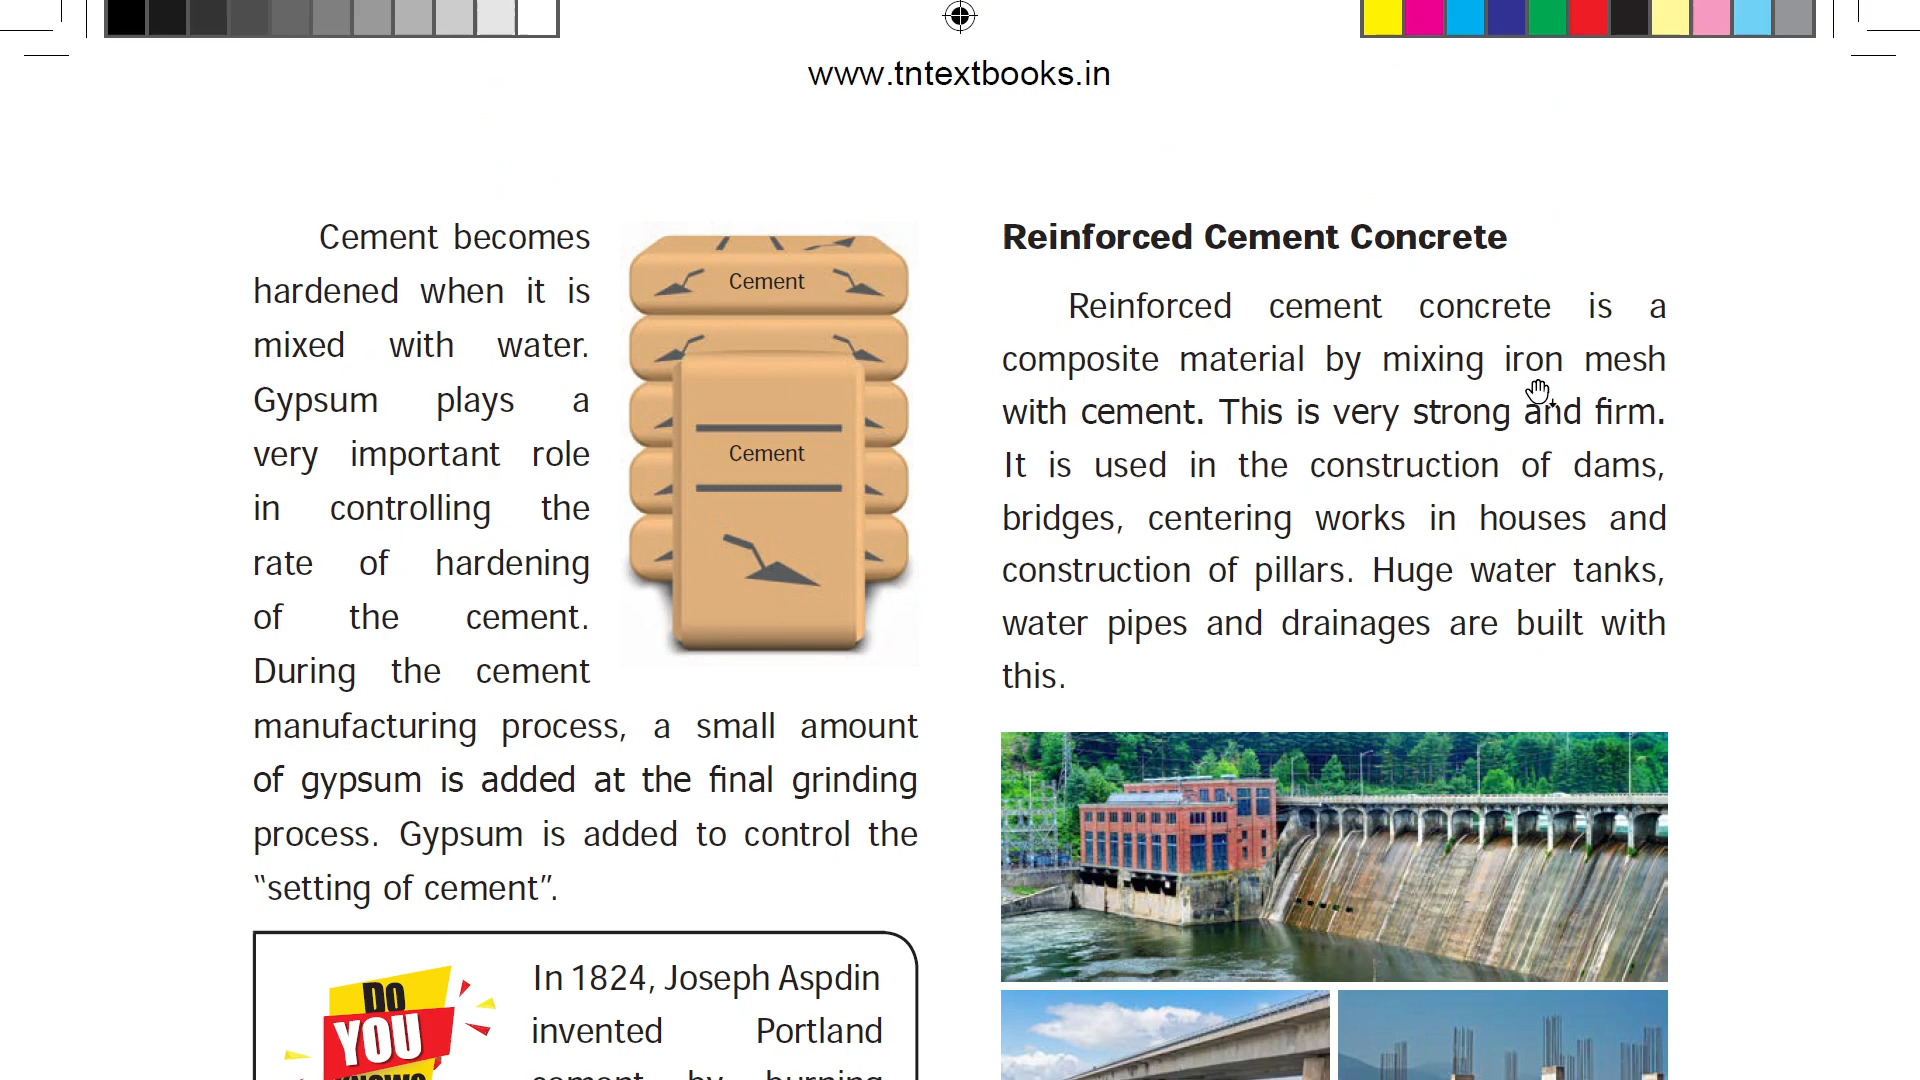 www.tntextbooks.in
Cement becomes
hardened when it is
mixed with water.
Gypsum plays a
very important role
in controlling the
rate of hardening
of the cement.
During the cement
manufacturing process, a small amount
of gypsum is added at the final grinding
process. Gypsum is added to control the
“setting of cement”.
Cement
Cement
DO
YOU
KNOW?
In 1824, Joseph Aspdin
invented Portland
cement by burning
Reinforced Cement Concrete
Reinforced cement concrete is a
composite material by mixing iron mesh
with cement. This is very strong and firm.
It is used in the construction of dams,
bridges, centering works in houses and
construction of pillars. Huge water tanks,
water pipes and drainages are built with
this.